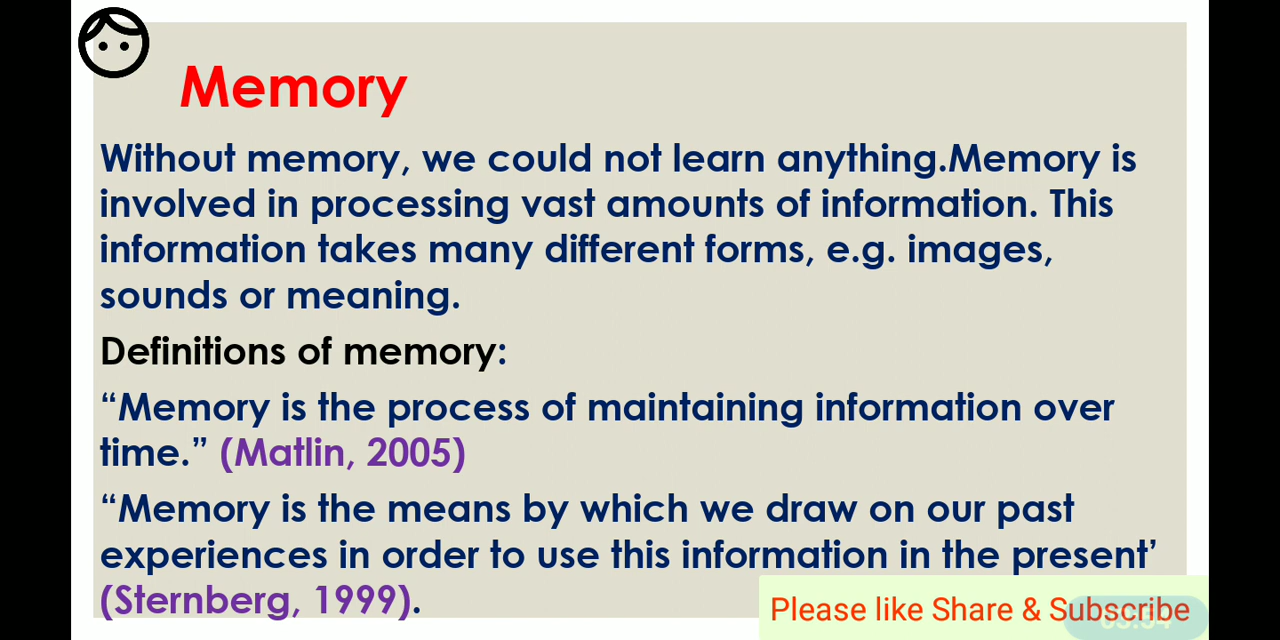 Memory
Without memory, we could not learn anything.Memory is
involved in processing vast amounts of information. This
information takes many different forms, e.g. images,
sounds or meaning.
Definitions of memory:
“Memory is the process of maintaining information over
time.” (Matlin, 2005)
“Memory is the means by which we draw on our past
experiences in order to use this information in the present’
(Sternberg, 1999).
Please like Share & Subscribe